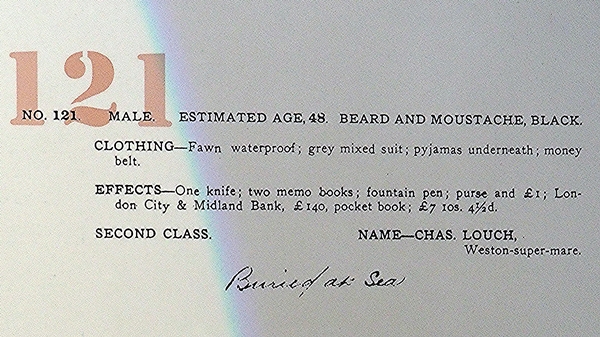 121
NO. 121. MALE. ESTIMATED AGE, 48. BEARD AND MOUSTACHE, BLACK.
CLOTHING—Fawn waterproof; grey mixed suit; pyjamas underneath; money
belt.
EFFECTS—One knife; two memo books; fountain pen; purse and £1; Lon-
don City & Midland Bank, £140, pocket book; £7 10s. 4½d.
SECOND CLASS. NAME—CHAS. LOUCH,
Weston-super-mare.
Buried at Sea